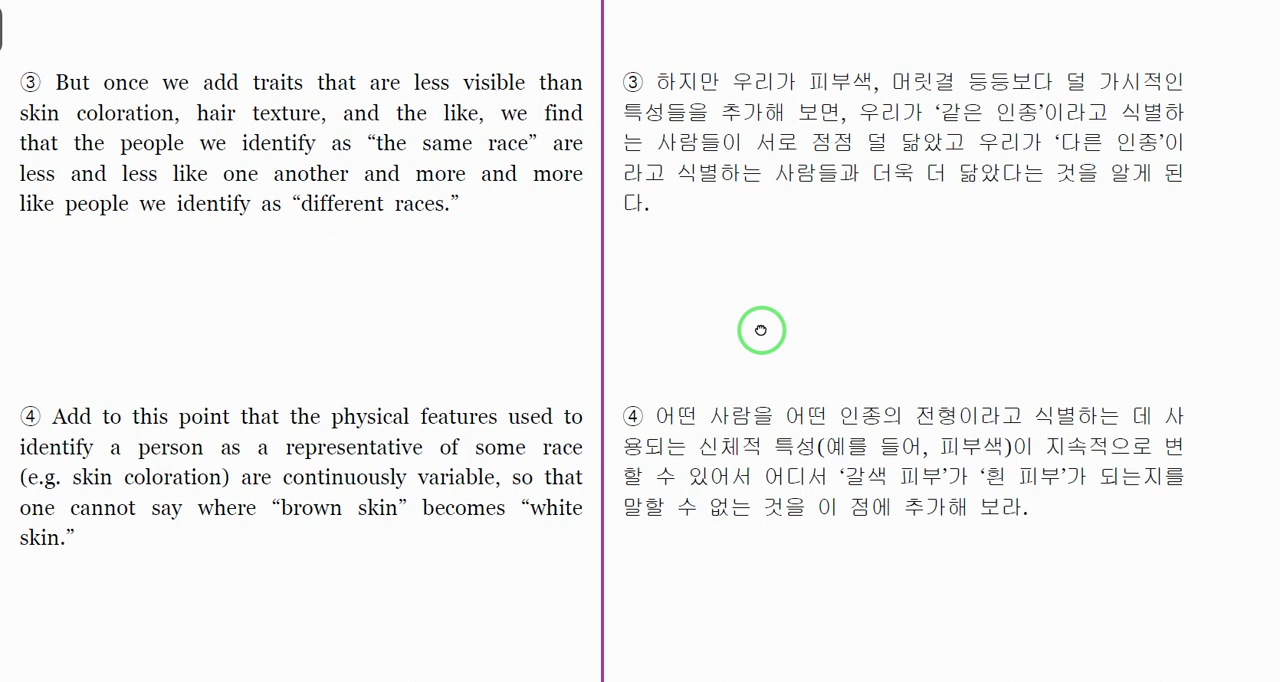 ③ But once we add traits that are less visible than
skin coloration, hair texture, and the like, we find
that the people we identify as “the same race” are
less and less like one another and more and more
like people we identify as “different races.”
④ Add to this point that the physical features used to
identify a person as a representative of some race
(e.g. skin coloration) are continuously variable, so that
one cannot say where “brown skin” becomes “white
skin.”
③ 하지만 우리가 피부색, 머릿결 등등보다 덜 가시적인
특성들을 추가해 보면, 우리가 ‘같은 인종’이라고 식별하
는 사람들이 서로 점점 덜 닮았고 우리가 ‘다른 인종’이
라고 식별하는 사람들과 더욱 더 닮았다는 것을 알게 된
다.
④ 어떤 사람을 어떤 인종의 전형이라고 식별하는 데 사
용되는 신체적 특성(예를 들어, 피부색)이 지속적으로 변
할 수 있어서 어디서 ‘갈색 피부’가 ‘흰 피부’가 되는지를
말할 수 없는 것을 이 점에 추가해 보라.